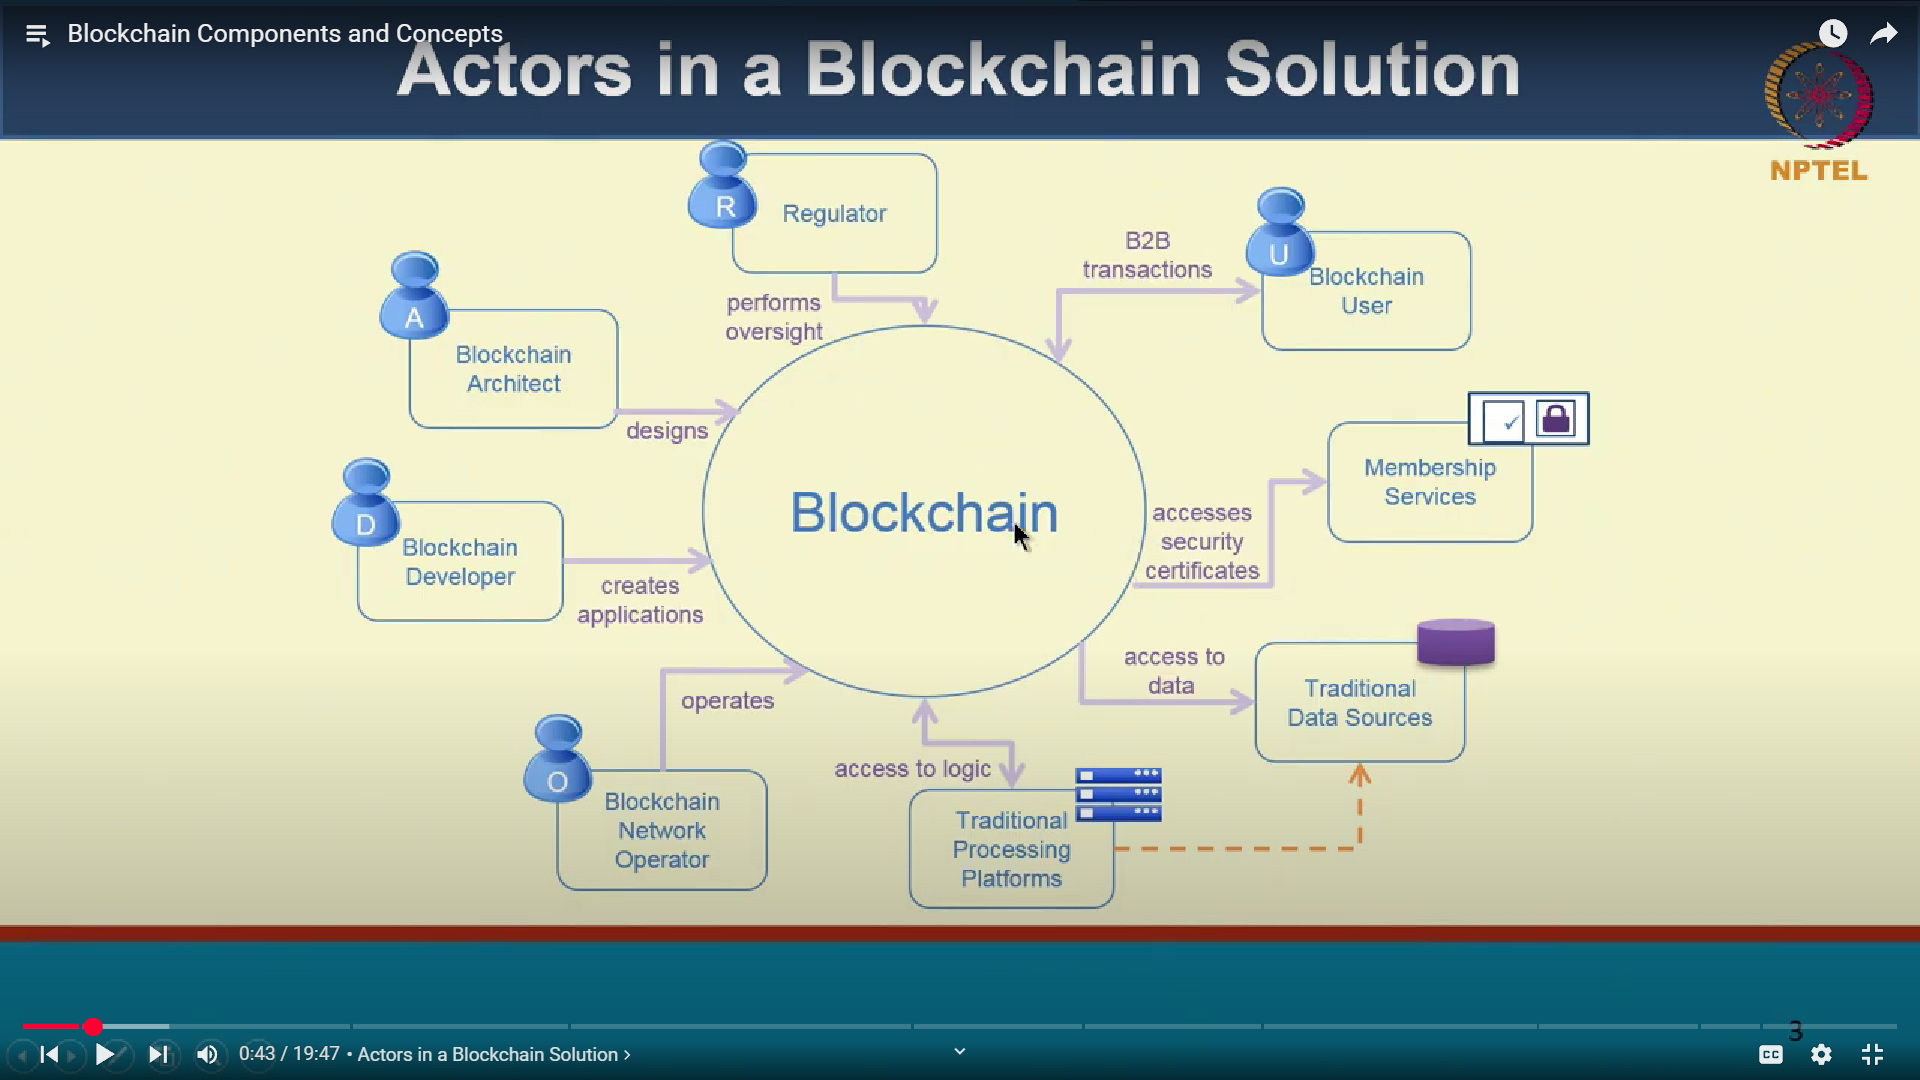 Blockchain Components and Concepts
Actors in a Blockchain Solution
NPTEL
R
Regulator
performs
oversight
B2B
transactions
U
Blockchain
User
A
Blockchain
Architect
designs
Membership
Services
accesses
security
certificates
Blockchain
D
Blockchain
Developer
creates
applications
operates
access to
data
Traditional
Data Sources
O
Blockchain
Network
Operator
access to logic
Traditional
Processing
Platforms
3
0:43 / 19:47 • Actors in a Blockchain Solution ›
CC